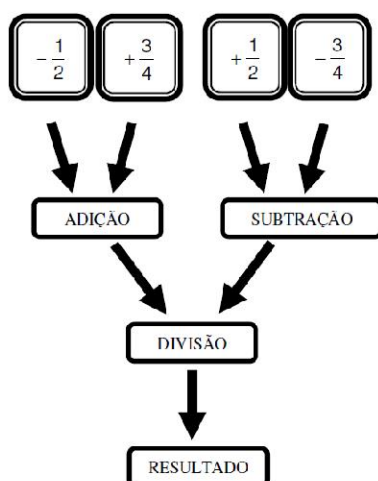 −1/2 +3/4 +1/2 −3/4
ADIÇÃO SUBTRAÇÃO
DIVISÃO
RESULTADO